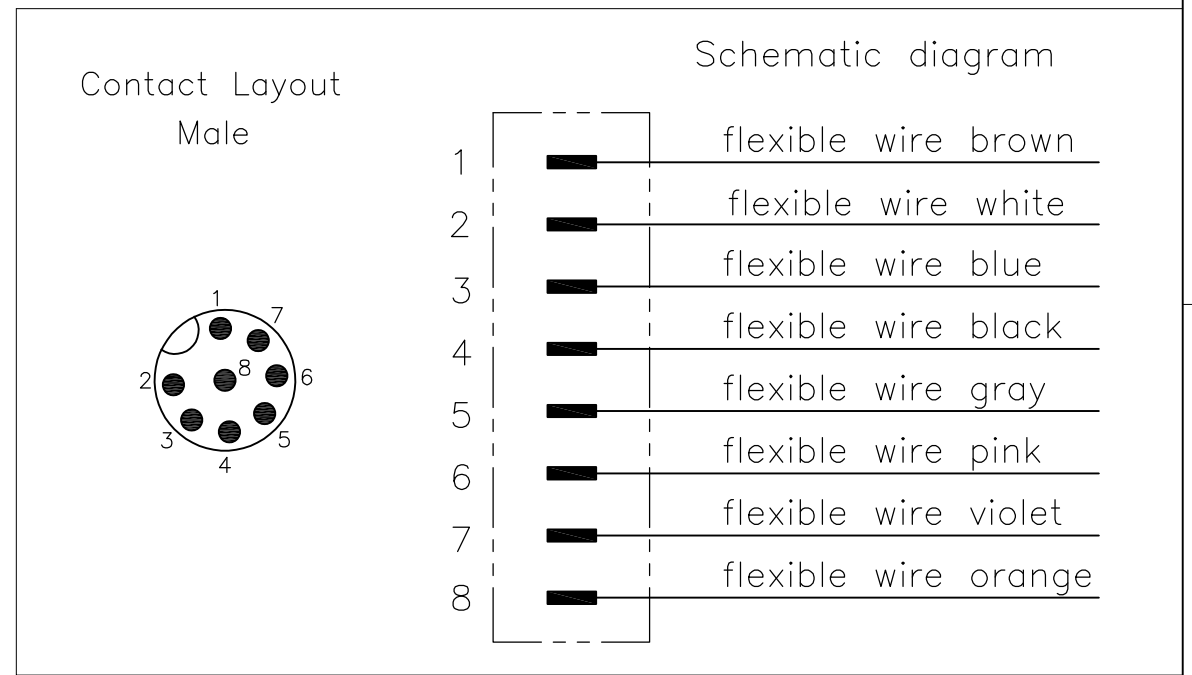 Contact Layout
Male
1
7
2
8
6
3
5
4
Schematic diagram
1 flexible wire brown
2 flexible wire white
3 flexible wire blue
4 flexible wire black
5 flexible wire gray
6 flexible wire pink
7 flexible wire violet
8 flexible wire orange